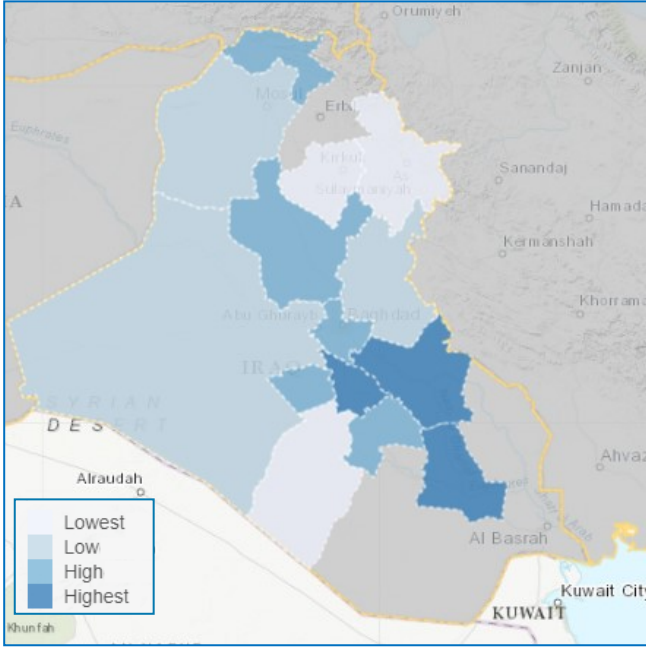 Orumiyeh
Zanjan
Mosul
Erbil
Euphrates
Kirkuk
As
Sulaymaniyah
Sanandaj
Hamada
Kermanshah
Khorrama
Abu Ghurayb
Baghdad
IRAQ
SYRIAN
DESERT
Alraudah
Ahvaz
Al Basrah
Lowest
Low
High
Highest
Kuwait City
KUWAIT
Khunfah